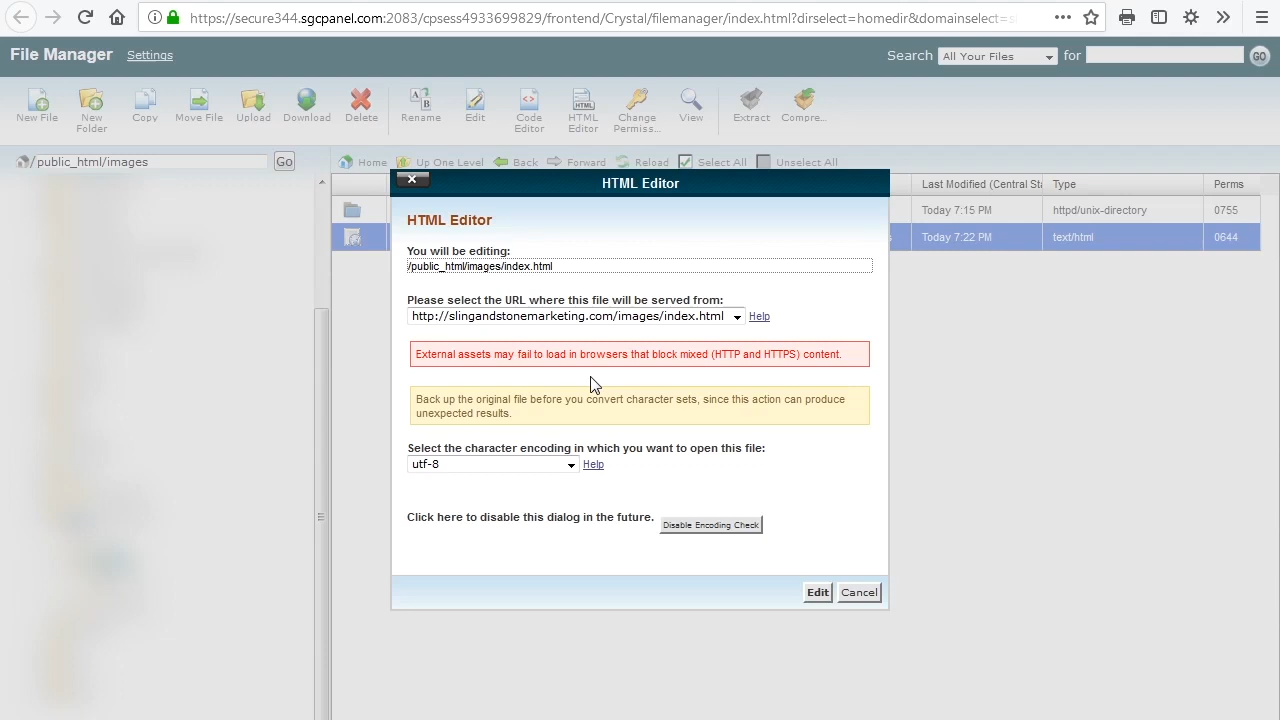 https://secure344.sgcpanel.com:2083/cpsess4933699829/frontend/Crystal/filemanager/index.html?dirselect=homedir&domainselect=
File Manager Settings
Search All Your Files for GO
New File
New Folder
Copy
Move File
Upload
Download
Delete
Rename
Edit
Code Editor
HTML Editor
Change Permiss...
View
Extract
Compre...
/public_html/images Go
Home Up One Level Back Forward Reload Select All Unselect All
HTML Editor
Last Modified (Central Sta Type Perms
Today 7:15 PM httpd/unix-directory 0755
Today 7:22 PM text/html 0644
HTML Editor
You will be editing:
/public_html/images/index.html
Please select the URL where this file will be served from:
http://slingandstonemarketing.com/images/index.html Help
External assets may fail to load in browsers that block mixed (HTTP and HTTPS) content.
Back up the original file before you convert character sets, since this action can produce
unexpected results.
Select the character encoding in which you want to open this file:
utf-8 Help
Click here to disable this dialog in the future. Disable Encoding Check
Edit Cancel